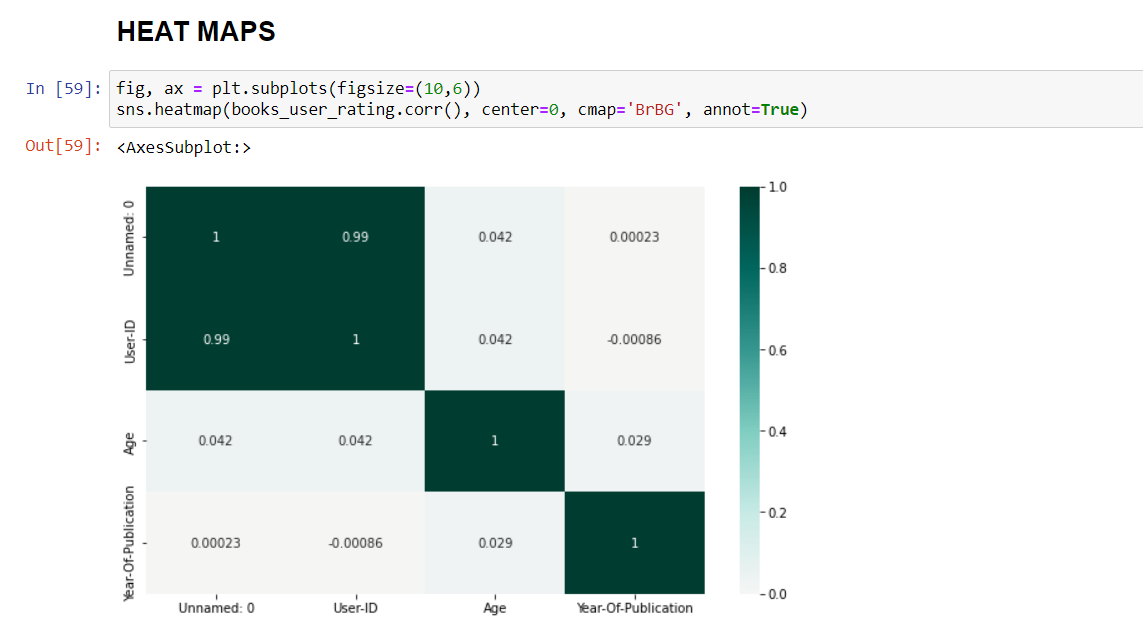 HEAT MAPS
In [59]: fig, ax = plt.subplots(figsize=(10,6))
sns.heatmap(books_user_rating.corr(), center=0, cmap='BrBG', annot=True)
Out[59]: <AxesSubplot:>
Unnamed: 0
1 0.99 0.042 0.00023
User-ID
0.99 1 0.042 -0.00086
Age
0.042 0.042 1 0.029
Year-Of-Publication
0.00023 -0.00086 0.029 1
Unnamed: 0 User-ID Age Year-Of-Publication
1.0
0.8
0.6
0.4
0.2
0.0